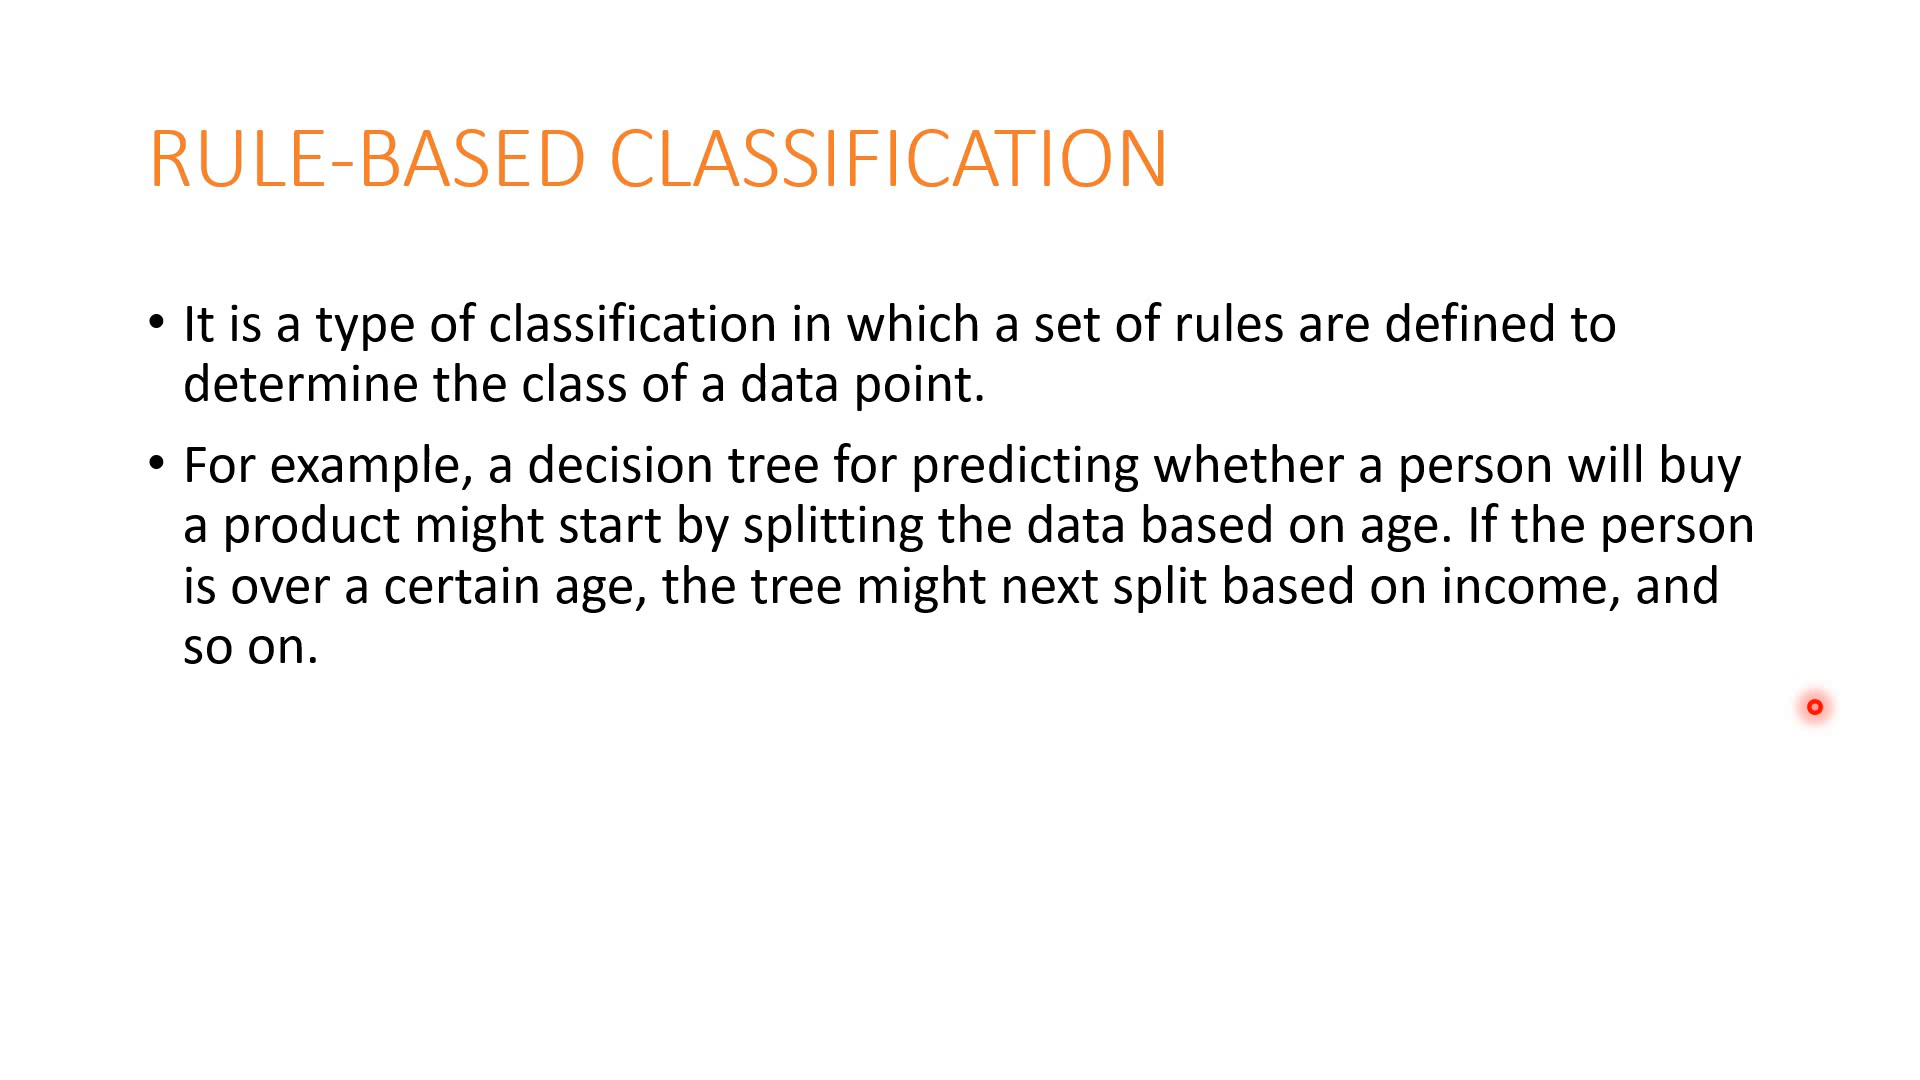 RULE-BASED CLASSIFICATION
• It is a type of classification in which a set of rules are defined to
determine the class of a data point.
• For example, a decision tree for predicting whether a person will buy
a product might start by splitting the data based on age. If the person
is over a certain age, the tree might next split based on income, and
so on.